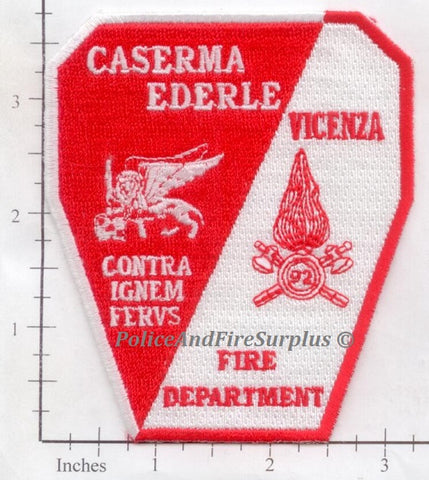 CASERMA
EDERLE
VICENZA
CONTRA
IGNEM
FERVS
92
PoliceAndFireSurplus ©
FIRE
DEPARTMENT
3
2
1
Inches
1
2
3